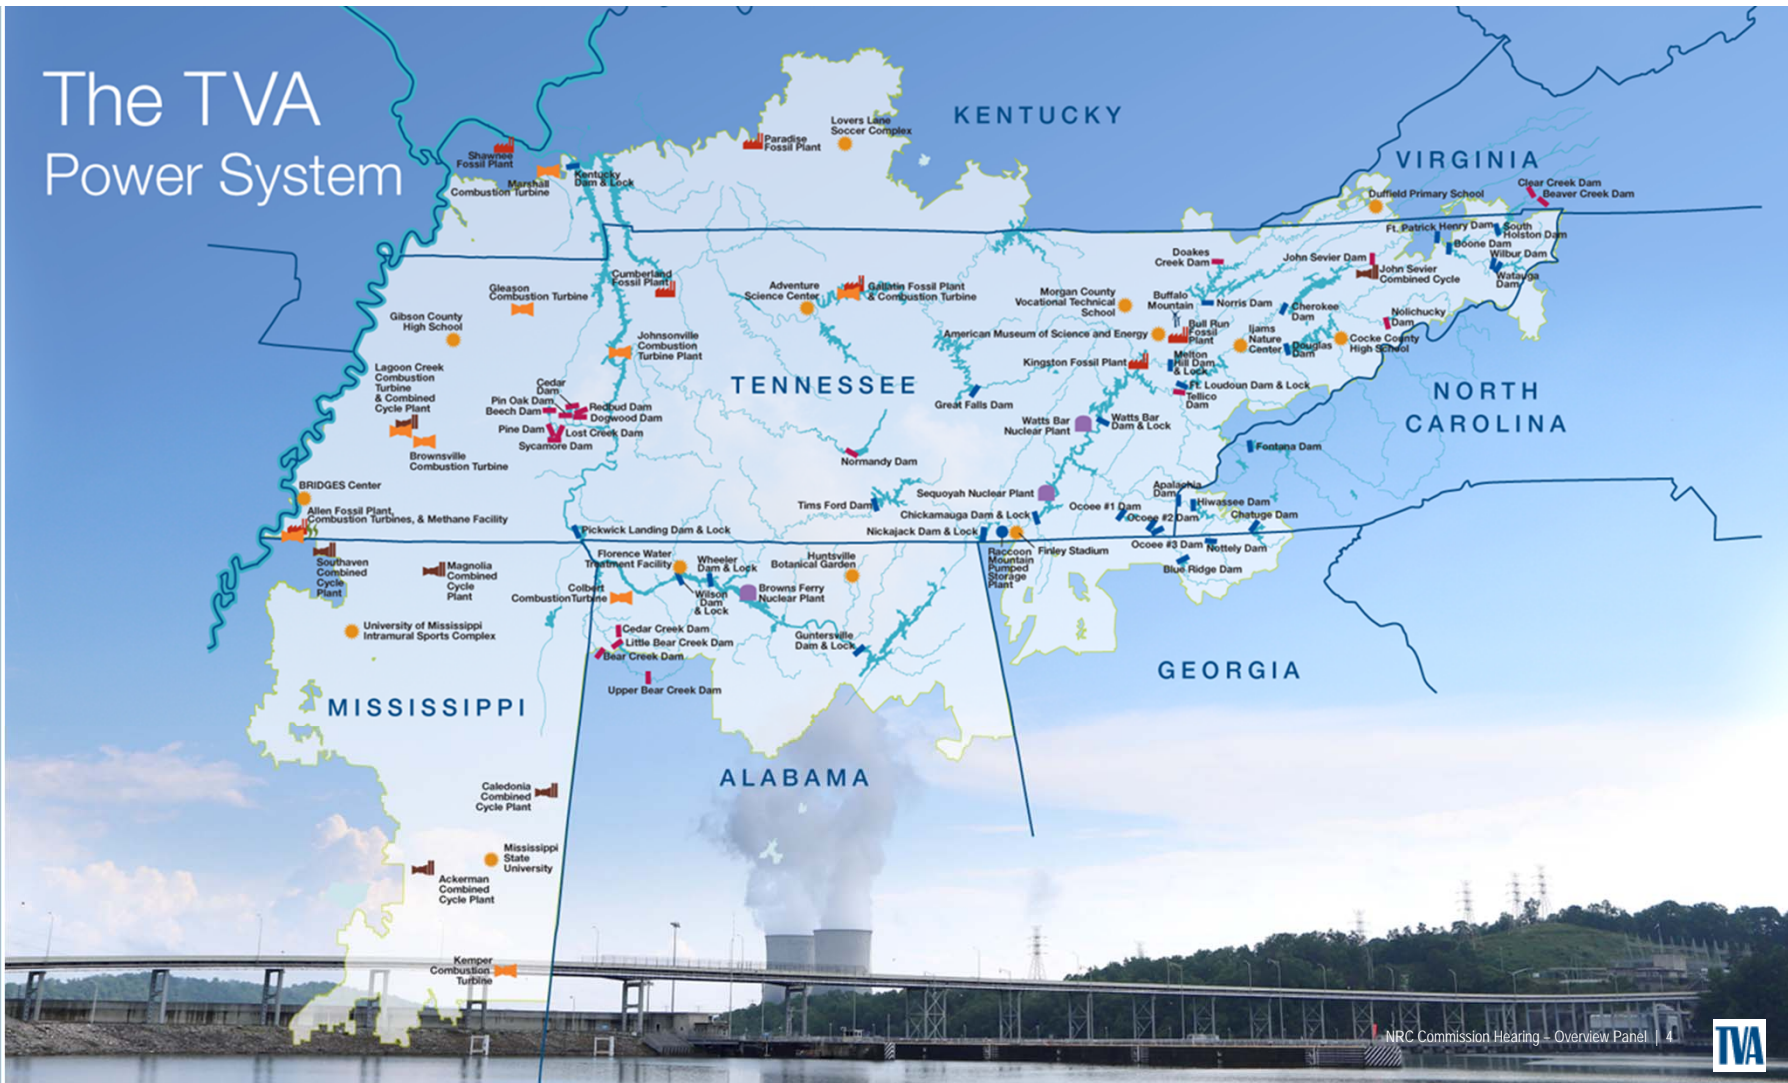 The TVA
Power System
KENTUCKY
VIRGINIA
TENNESSEE
NORTH
CAROLINA
MISSISSIPPI
ALABAMA
GEORGIA
Shawnee
Fossil Plant
Marshall
Combustion Turbine
Kentucky
Dam & Lock
Paradise
Fossil Plant
Lovers Lane
Soccer Complex
Duffield Primary School
Clear Creek Dam
Beaver Creek Dam
Ft. Patrick Henry Dam
South
Holston Dam
Boone Dam
Wilbur Dam
Watauga
Dam
John Sevier Dam
John Sevier
Combined Cycle
Doakes
Creek Dam
Gleason
Combustion Turbine
Cumberland
Fossil Plant
Adventure
Science Center
Gallatin Fossil Plant
& Combustion Turbine
Morgan County
Vocational Technical
School
Buffalo
Mountain
Norris Dam
Cherokee
Dam
Nolichucky
Dam
Gibson County
High School
Johnsonville
Combustion
Turbine Plant
American Museum of Science and Energy
Bull Run
Fossil
Plant
Ijams
Nature
Center
Douglas
Dam
Cocke County
High School
Kingston Fossil Plant
Melton
Hill Dam
& Lock
Ft. Loudoun Dam & Lock
Tellico
Dam
Lagoon Creek
Combustion
Turbine
& Combined
Cycle Plant
Cedar
Dam
Pin Oak Dam
Beech Dam
Redbud Dam
Dogwood Dam
Pine Dam
Lost Creek Dam
Sycamore Dam
Great Falls Dam
Watts Bar
Nuclear Plant
Watts Bar
Dam & Lock
Brownsville
Combustion Turbine
Normandy Dam
Fontana Dam
BRIDGES Center
Allen Fossil Plant,
Combustion Turbines, & Methane Facility
Sequoyah Nuclear Plant
Tims Ford Dam
Chickamauga Dam & Lock
Nickajack Dam & Lock
Apalachia
Dam
Hiwassee Dam
Ocoee #1 Dam
Ocoee #2 Dam
Chatuge Dam
Ocoee #3 Dam
Nottely Dam
Blue Ridge Dam
Pickwick Landing Dam & Lock
Raccoon
Mountain
Pumped
Storage
Plant
Finley Stadium
Southaven
Combined
Cycle
Plant
Magnolia
Combined
Cycle
Plant
Florence Water
Treatment Facility
Wheeler
Dam & Lock
Huntsville
Botanical Garden
Colbert
Combustion Turbine
Wilson
Dam
& Lock
Browns Ferry
Nuclear Plant
University of Mississippi
Intramural Sports Complex
Cedar Creek Dam
Little Bear Creek Dam
Bear Creek Dam
Guntersville
Dam & Lock
Upper Bear Creek Dam
Caledonia
Combined
Cycle Plant
Mississippi
State
University
Ackerman
Combined
Cycle Plant
Kemper
Combustion
Turbine
NRC Commission Hearing – Overview Panel | 4
TVA